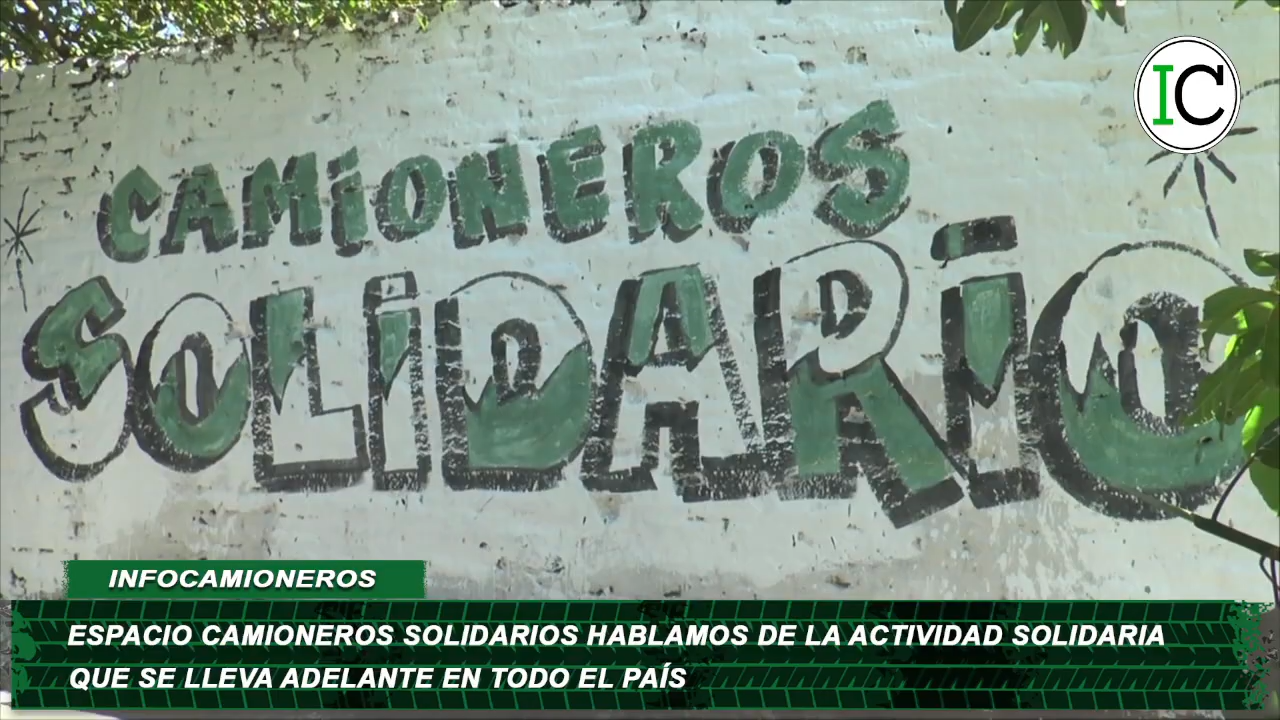 IC
CAMiONEROS
SOLiDARiO
INFOCAMIONEROS
ESPACIO CAMIONEROS SOLIDARIOS HABLAMOS DE LA ACTIVIDAD SOLIDARIA
QUE SE LLEVA ADELANTE EN TODO EL PAÍS